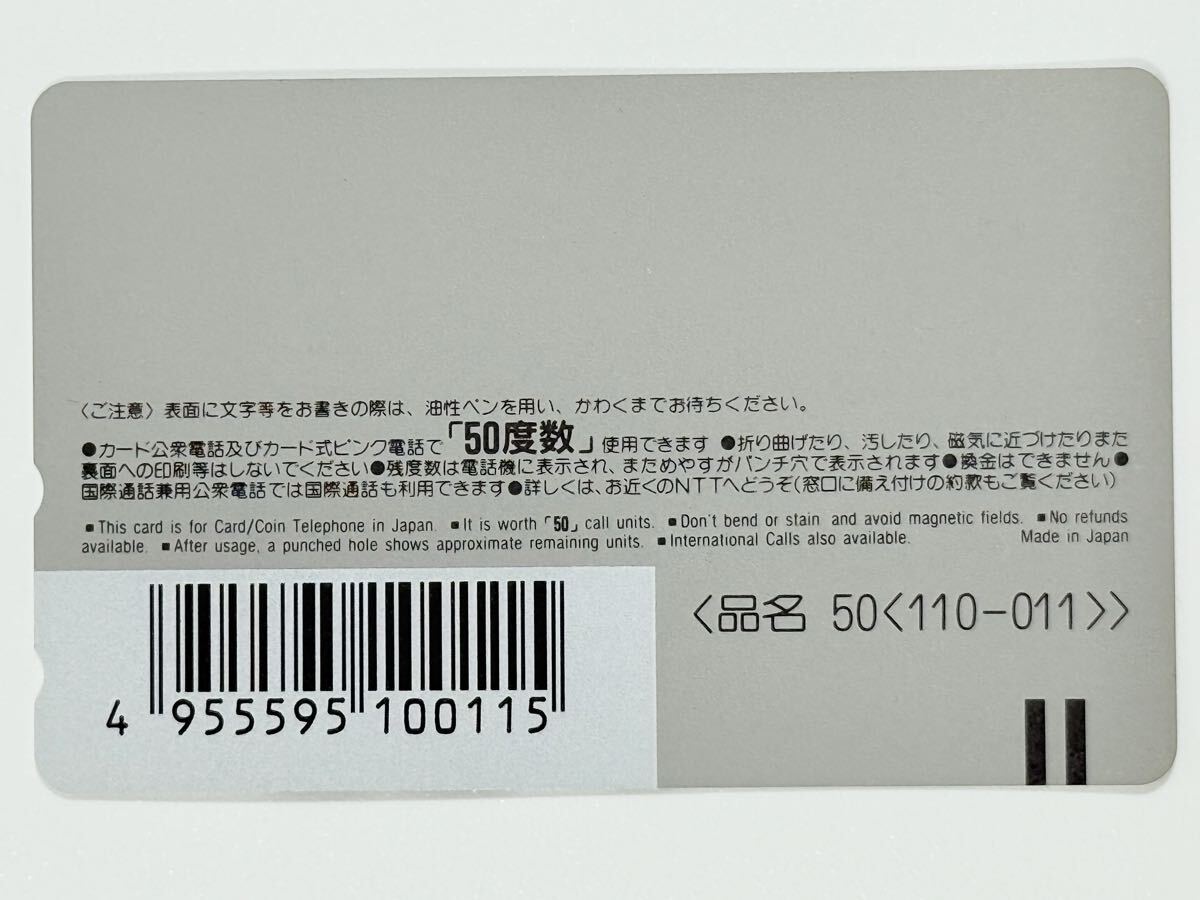 〈ご注意〉表面に文字等をお書きの際は、油性ペンを用い、かわくまでお待ちください。
●カード公衆電話及びカード式ピンク電話で「50度数」使用できます ●折り曲げたり、汚したり、磁気に近づけたりまた
裏面への印刷等はしないでください●残度数は電話機に表示され、まためやすがパンチ穴で表示されます●換金はできません●
国際通話兼用公衆電話では国際通話も利用できます●詳しくは、お近くのNTTへどうぞ(窓口に備え付けの約款もご覧ください)
■This card is for Card/Coin Telephone in Japan. ■It is worth「50」call units. ■Don't bend or stain and avoid magnetic fields. ■No refunds
available. ■After usage, a punched hole shows approximate remaining units. ■International Calls also available. Made in Japan
〈品名 50〈110-011〉〉
4 955595 100115